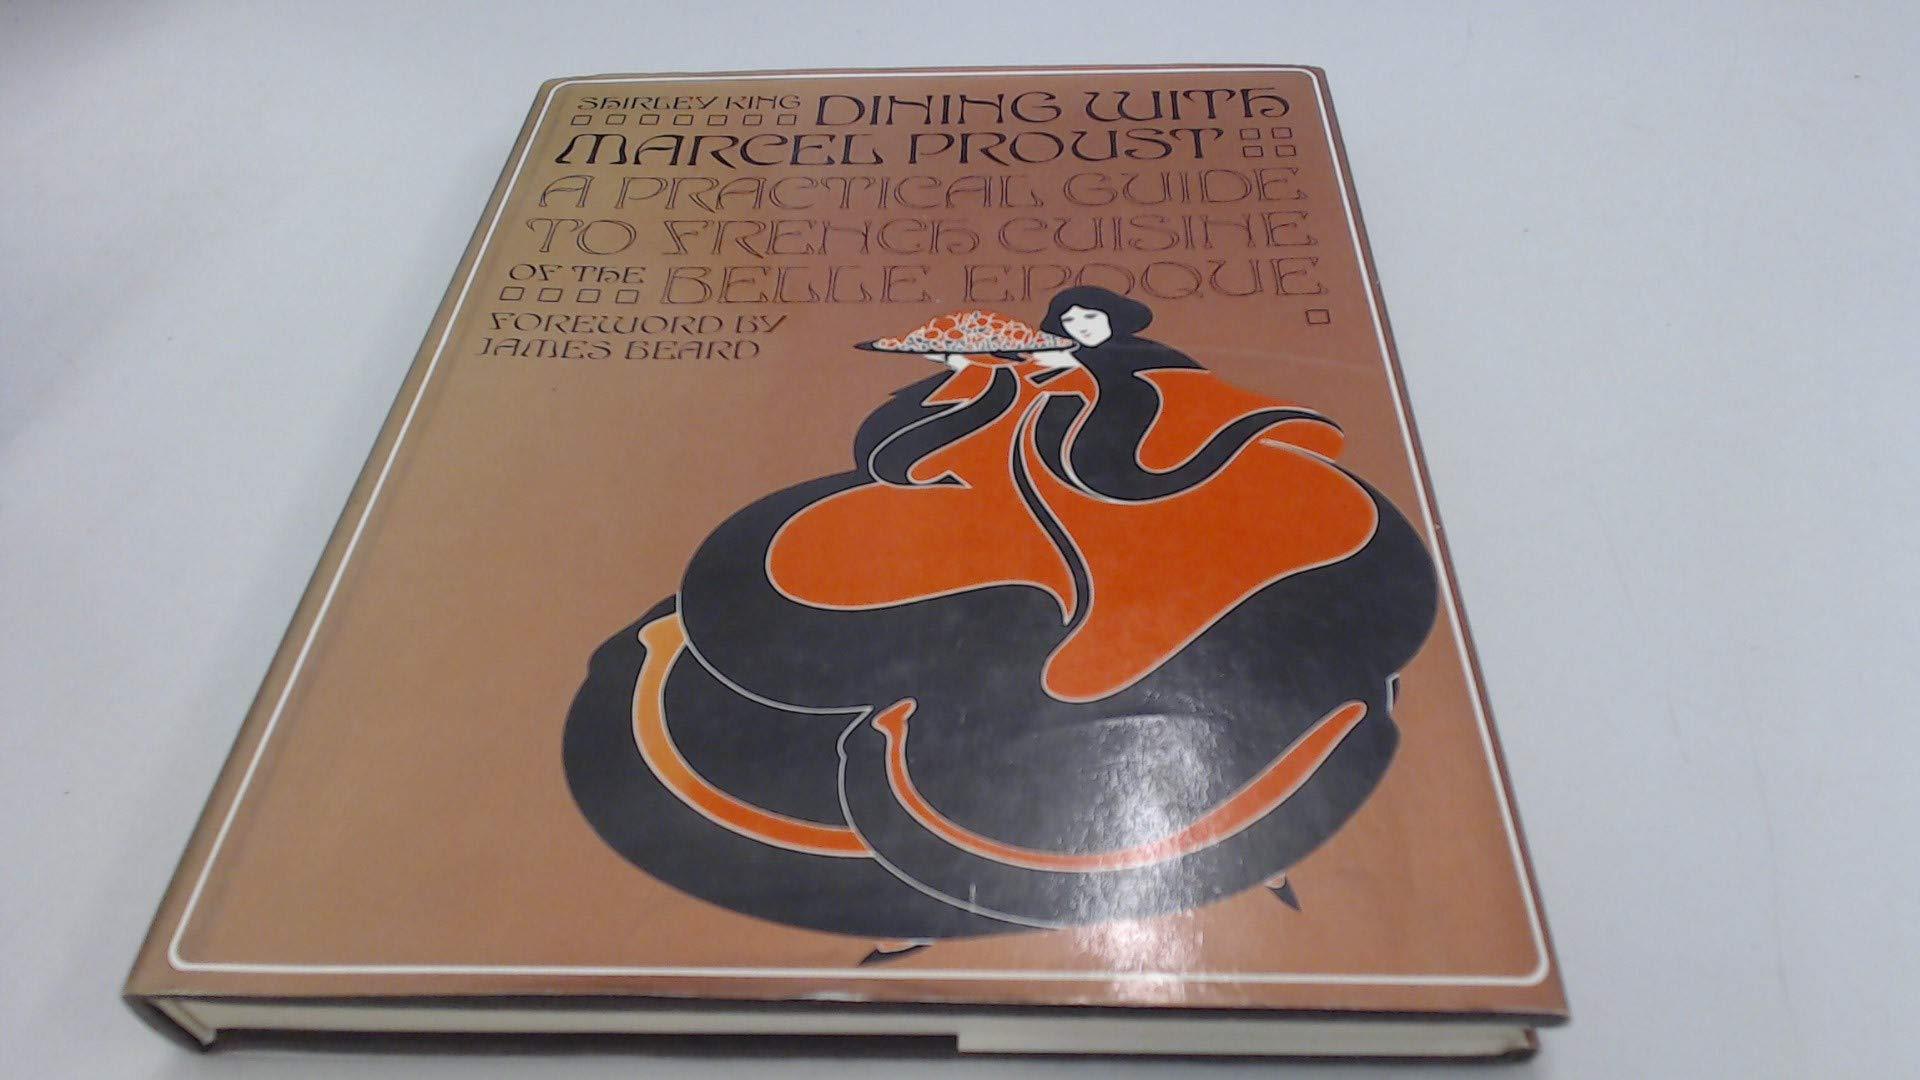 SHIRLEY KING DINING WITH
MARCEL PROUST
A PRACTICAL GUIDE
TO FRENCH CUISINE
OF THE BELLE EPOQUE
FOREWORD BY
JAMES BEARD